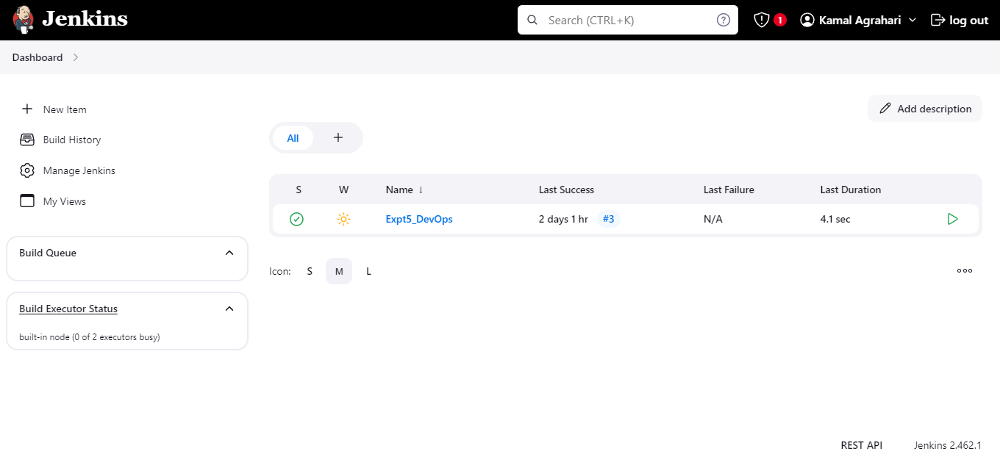 Jenkins
Search (CTRL+K)
1
Kamal Agrahari
log out
Dashboard
New Item
Build History
Manage Jenkins
My Views
Build Queue
Build Executor Status
built-in node (0 of 2 executors busy)
Add description
All
S W Name ↓ Last Success Last Failure Last Duration
Expt5_DevOps 2 days 1 hr #3 N/A 4.1 sec
Icon: S M L
REST API Jenkins 2.462.1